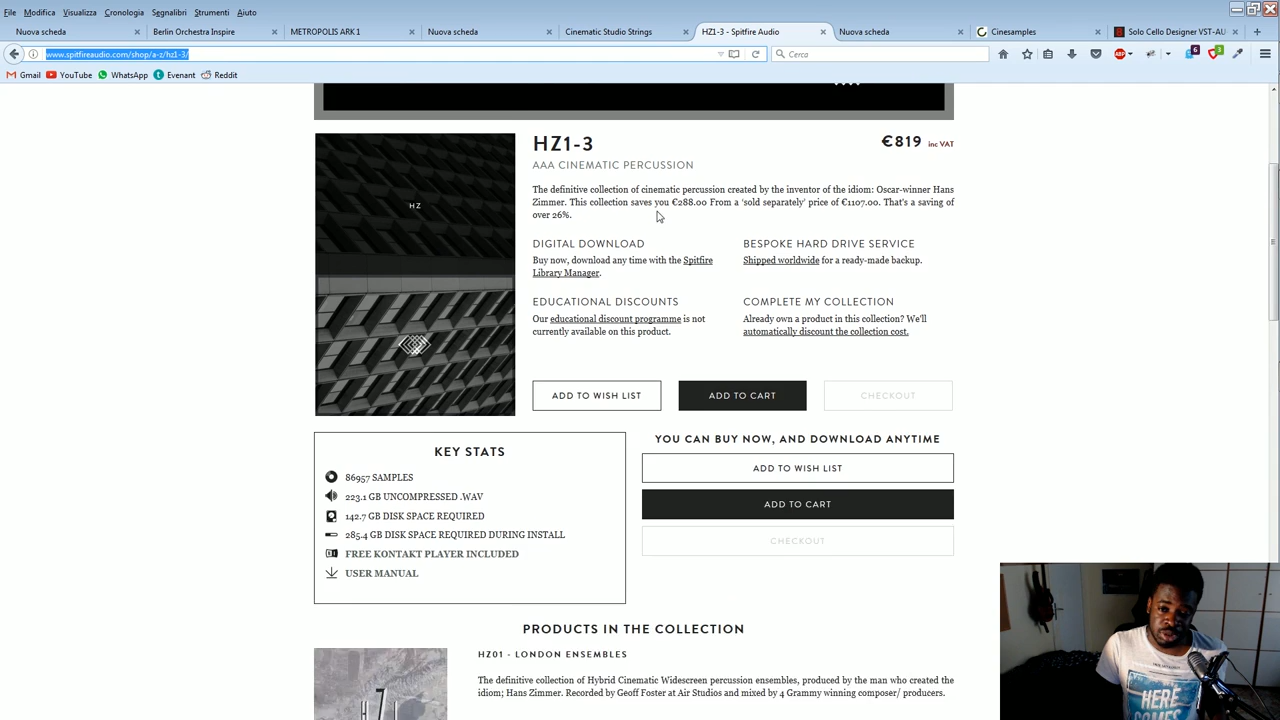 File Modifica Visualizza Cronologia Segnalibri Strumenti Aiuto
Nuova scheda Berlin Orchestra Inspire METROPOLIS ARK 1 Nuova scheda Cinematic Studio Strings HZ1-3 - Spitfire Audio Nuova scheda Cinesamples Solo Cello Designer VST-AU
www.spitfireaudio.com/shop/a-z/hz1-3/ Cerca ABP 6 3
Gmail YouTube WhatsApp Evenant Reddit
HZ
HZ1-3 €819 inc VAT
AAA CINEMATIC PERCUSSION
The definitive collection of cinematic percussion created by the inventor of the idiom: Oscar-winner Hans
Zimmer. This collection saves you €288.00 From a 'sold separately' price of €1107.00. That's a saving of
over 26%.
DIGITAL DOWNLOAD
Buy now, download any time with the Spitfire
Library Manager.
BESPOKE HARD DRIVE SERVICE
Shipped worldwide for a ready-made backup.
EDUCATIONAL DISCOUNTS
Our educational discount programme is not
currently available on this product.
COMPLETE MY COLLECTION
Already own a product in this collection? We'll
automatically discount the collection cost.
ADD TO WISH LIST ADD TO CART CHECKOUT
KEY STATS
86957 SAMPLES
223.1 GB UNCOMPRESSED .WAV
142.7 GB DISK SPACE REQUIRED
285.4 GB DISK SPACE REQUIRED DURING INSTALL
FREE KONTAKT PLAYER INCLUDED
USER MANUAL
YOU CAN BUY NOW, AND DOWNLOAD ANYTIME
ADD TO WISH LIST
ADD TO CART
CHECKOUT
PRODUCTS IN THE COLLECTION
HZ01 - LONDON ENSEMBLES
The definitive collection of Hybrid Cinematic Widescreen percussion ensembles, produced by the man who created the
idiom; Hans Zimmer. Recorded by Geoff Foster at Air Studios and mixed by 4 Grammy winning composer/ producers.
HERE
COMES